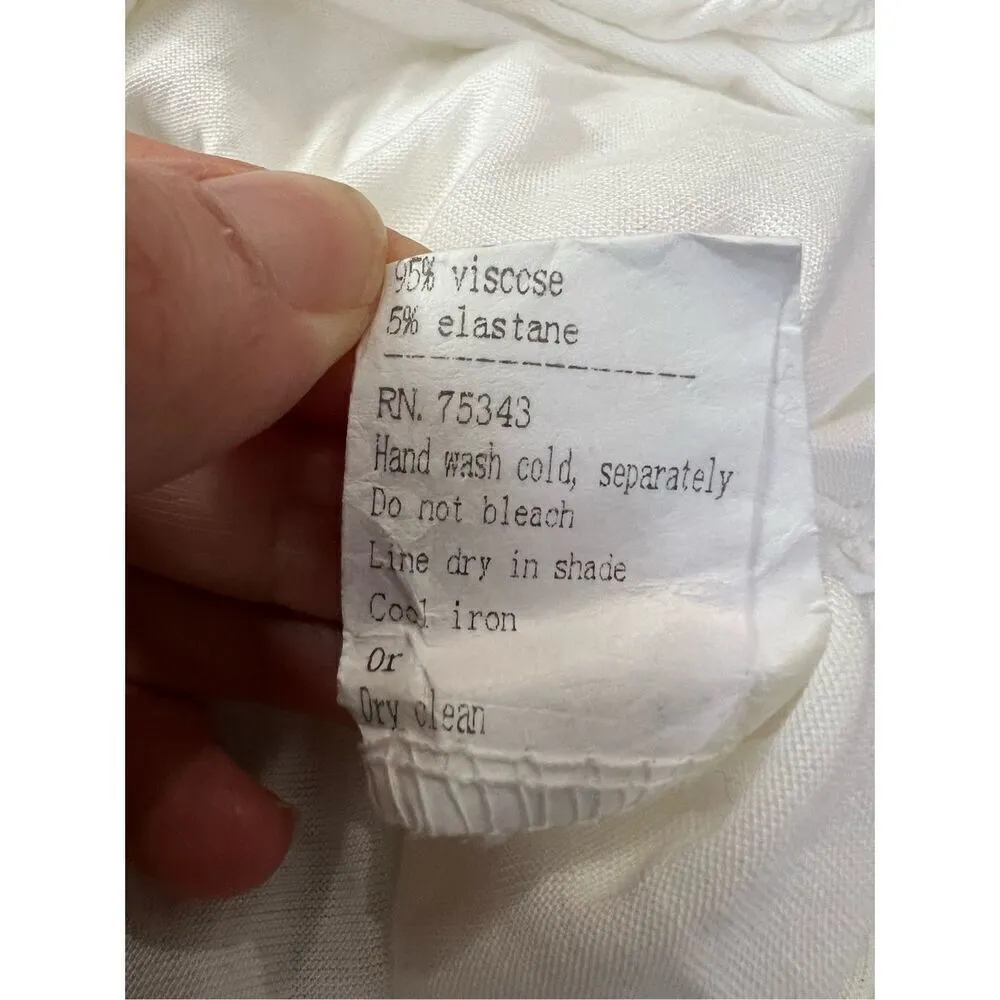 95% viscose
5% elastane
---------------
RN. 75343
Hand wash cold, separately
Do not bleach
Line dry in shade
Cool iron
Or
Dry clean